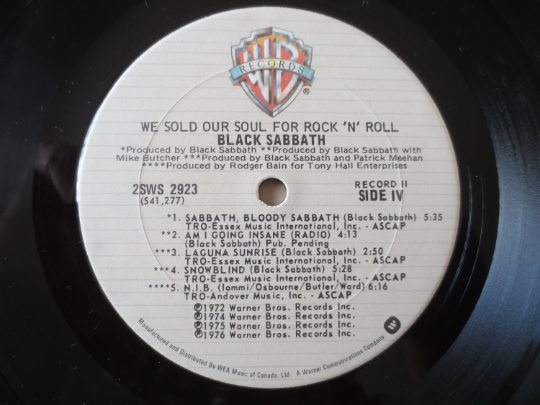 WB
RECORDS
®
WE SOLD OUR SOUL FOR ROCK 'N' ROLL
BLACK SABBATH
*Produced by Black Sabbath **Produced by Black Sabbath with
Mike Butcher ***Produced by Black Sabbath and Patrick Meehan
****Produced by Rodger Bain for Tony Hall Enterprises
2SWS 2923
(S41,277)
RECORD II
SIDE IV
*1. SABBATH, BLOODY SABBATH (Black Sabbath) 5:35
TRO-Essex Music International, Inc. - ASCAP
**2. AM I GOING INSANE (RADIO) 4:13
(Black Sabbath) Pub. Pending
***3. LAGUNA SUNRISE (Black Sabbath) 2:50
TRO-Essex Music International, Inc. - ASCAP
***4. SNOWBLIND (Black Sabbath) 5:28
TRO-Essex Music International, Inc. - ASCAP
****5. N.I.B. (Iommi/Osbourne/Butler/Ward) 6:16
TRO-Andover Music, Inc. - ASCAP
℗1972 Warner Bros. Records Inc.
℗1974 Warner Bros. Records Inc.
℗1975 Warner Bros. Records Inc.
℗1976 Warner Bros. Records Inc.
Manufactured and Distributed By WEA Music of Canada, Ltd. A Warner Communications Company